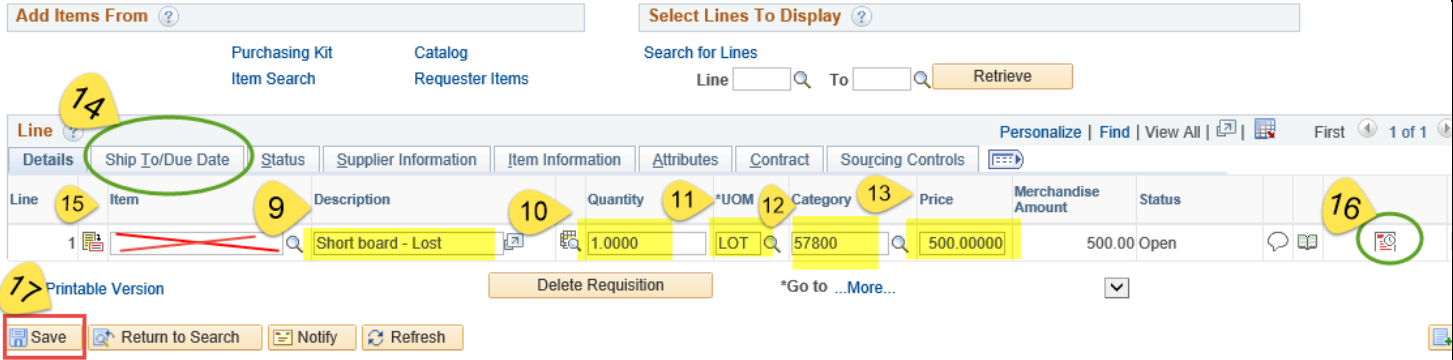 Add Items From
Select Lines To Display
Purchasing Kit Catalog
Search for Lines
Item Search Requester Items
Line To Retrieve
14
Line
Personalize | Find | View All | First 1 of 1
Details Ship To/Due Date Status Supplier Information Item Information Attributes Contract Sourcing Controls
Line 15 Item 9 Description 10 Quantity 11 *UOM 12 Category 13 Price Merchandise Amount Status 16
1 Short board - Lost 1.0000 LOT 57800 500.00000 500.00 Open
17 Printable Version Delete Requisition *Go to ...More...
Save Return to Search Notify Refresh